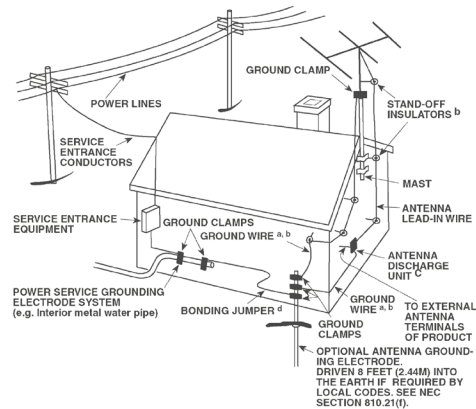 GROUND CLAMP
POWER LINES
STAND-OFF
INSULATORS b
SERVICE
ENTRANCE
CONDUCTORS
MAST
ANTENNA
LEAD-IN WIRE
SERVICE ENTRANCE
EQUIPMENT
GROUND CLAMPS
GROUND WIRE a, b
ANTENNA
DISCHARGE
UNIT C
POWER SERVICE GROUNDING
ELECTRODE SYSTEM
(e.g. Interior metal water pipe)
BONDING JUMPER d
GROUND
WIRE a, b
TO EXTERNAL
ANTENNA
TERMINALS
OF PRODUCT
GROUND
CLAMPS
OPTIONAL ANTENNA GROUND-
ING ELECTRODE.
DRIVEN 8 FEET (2.44M) INTO
THE EARTH IF REQUIRED BY
LOCAL CODES. SEE NEC
SECTION 810.21(f).